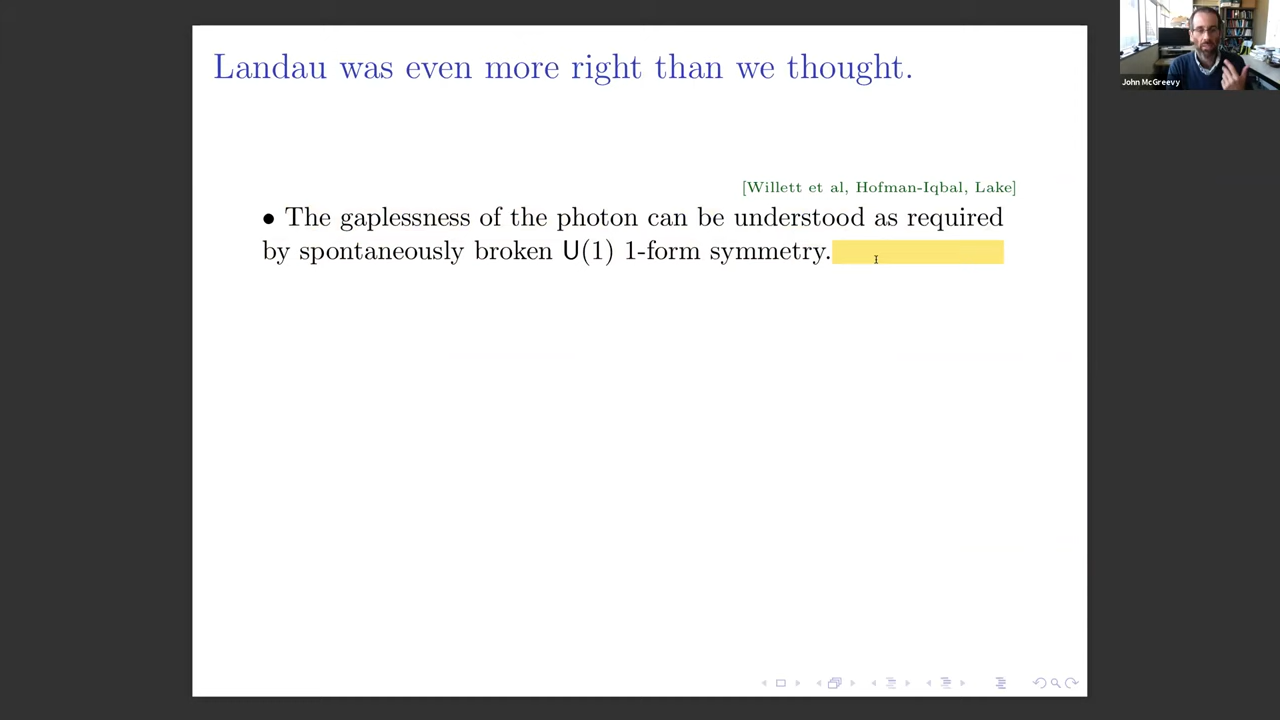 Landau was even more right than we thought.
John McGreevy
[Willett et al, Hofman-Iqbal, Lake]
• The gaplessness of the photon can be understood as required
by spontaneously broken U(1) 1-form symmetry.